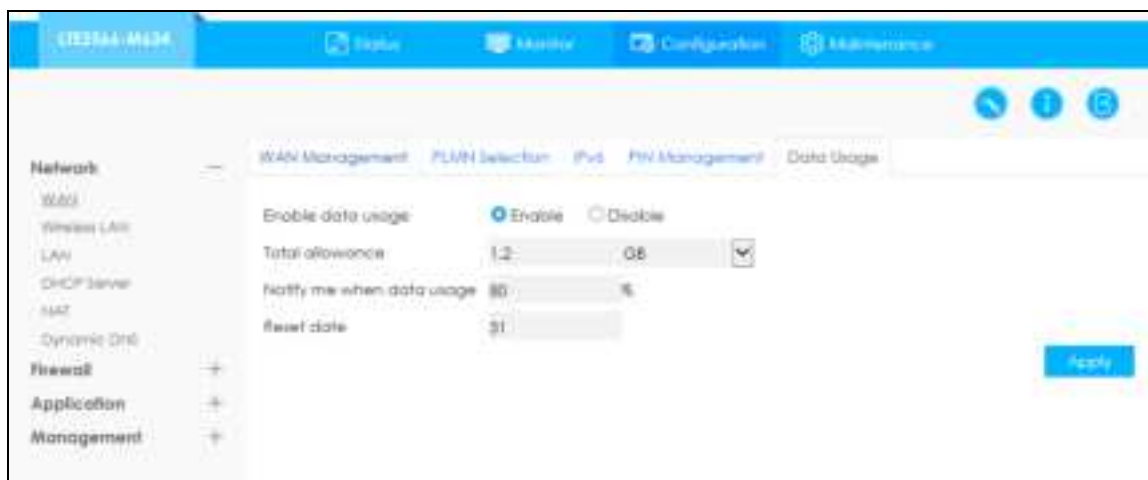 LTE3566-M634
Status Monitor Configuration Maintenance
WAN Management PLMN Selection IPv6 PIN Management Data Usage
Network
WAN
Wireless LAN
LAN
DHCP Server
NAT
Dynamic DNS
Firewall
Application
Management
Enable data usage Enable Disable
Total allowance 1.2 GB
Notify me when data usage 80 %
Reset date 31
Apply